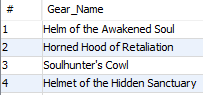 # Gear_Name
1 Helm of the Awakened Soul
2 Horned Hood of Retaliation
3 Soulhunter's Cowl
4 Helmet of the Hidden Sanctuary